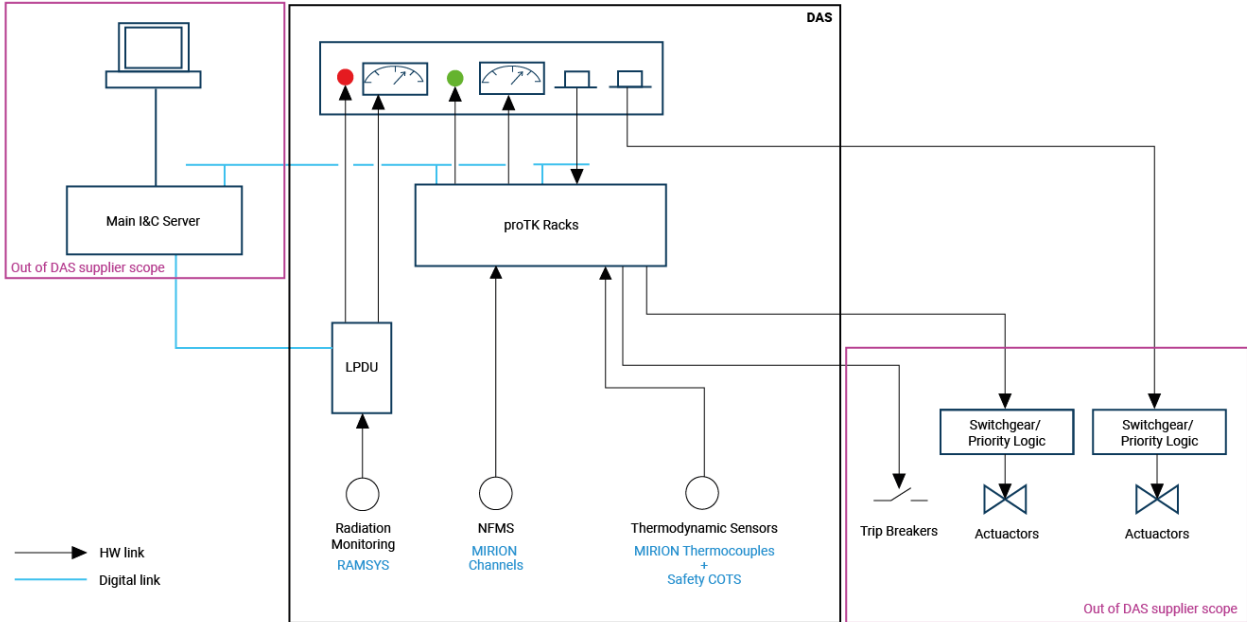 DAS
Main I&C Server
Out of DAS supplier scope
proTK Racks
LPDU
Switchgear/
Priority Logic
Switchgear/
Priority Logic
Radiation
Monitoring
RAMSYS
NFMS
MIRION
Channels
Thermodynamic Sensors
MIRION Thermocouples
+
Safety COTS
Trip Breakers
Actuactors
Actuactors
HW link
Digital link
Out of DAS supplier scope